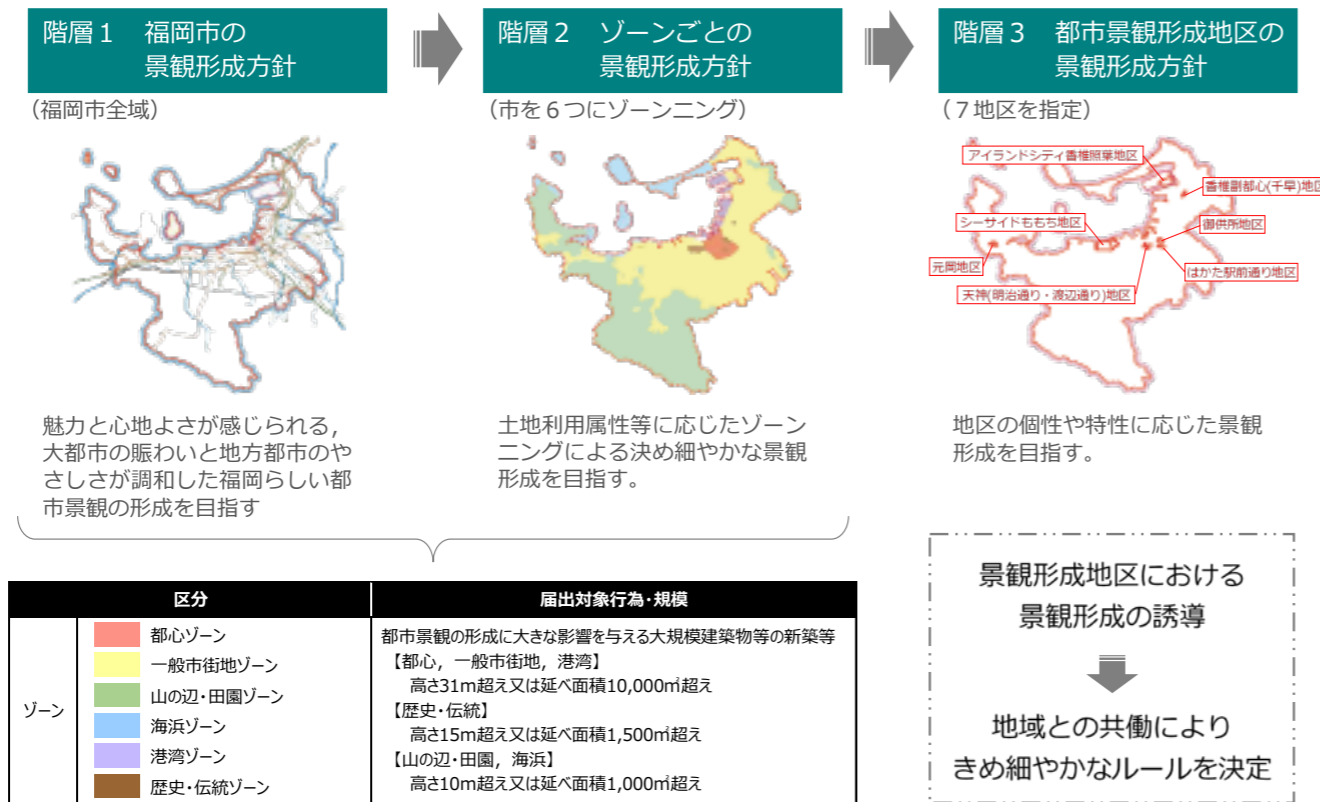 階層１　福岡市の
景観形成方針
階層２　ゾーンごとの
景観形成方針
階層３　都市景観形成地区の
景観形成方針
（福岡市全域）
（市を６つにゾーンニング）
（７地区を指定）
アイランドシティ香椎照葉地区
香椎副都心(千早)地区
シーサイドももち地区
御供所地区
元岡地区
はかた駅前通り地区
天神(明治通り・渡辺通り)地区
魅力と心地よさが感じられる，
大都市の賑わいと地方都市のや
さしさが調和した福岡らしい都
市景観の形成を目指す
土地利用属性等に応じたゾーン
ニングによる決め細やかな景観
形成を目指す。
地区の個性や特性に応じた景観
形成を目指す。
区分
届出対象行為・規模
ゾーン
都心ゾーン
一般市街地ゾーン
山の辺・田園ゾーン
海浜ゾーン
港湾ゾーン
歴史・伝統ゾーン
都市景観の形成に大きな影響を与える大規模建築物等の新築等
【都心，一般市街地，港湾】
高さ31m超え又は延べ面積10,000㎡超え
【歴史・伝統】
高さ15m超え又は延べ面積1,500㎡超え
【山の辺・田園，海浜】
高さ10m超え又は延べ面積1,000㎡超え
景観形成地区における
景観形成の誘導
地域との共働により
きめ細やかなルールを決定